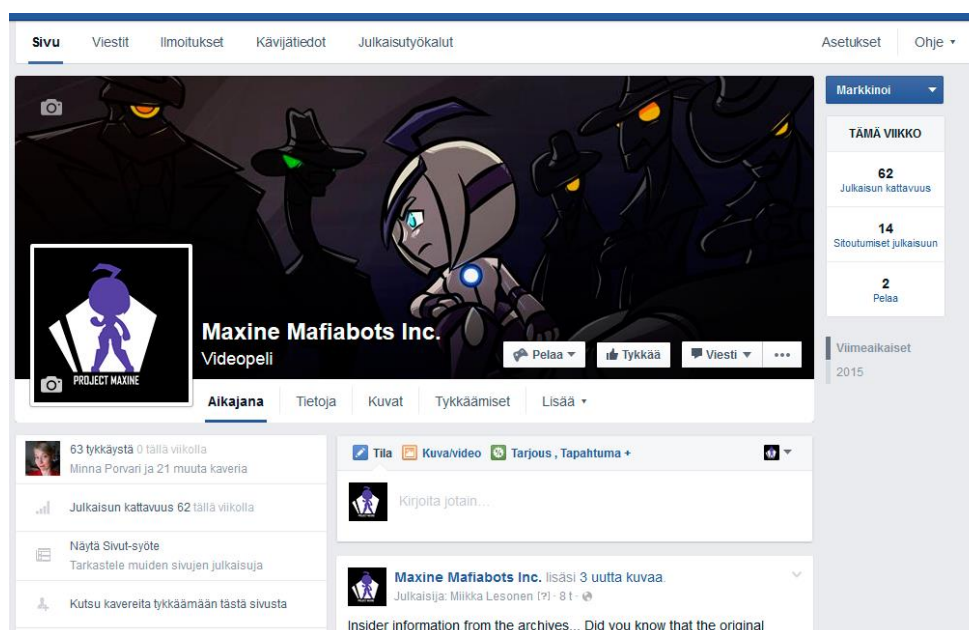 Sivu Viestit Ilmoitukset Kävijätiedot Julkaisutyökalut Asetukset Ohje
Markkinoi
TÄMÄ VIIKKO
62
Julkaisun kattavuus
14
Sitoutumiset julkaisuun
2
Pelaa
Viimeaikaiset
2015
PROJECT MAXINE
Maxine Mafiabots Inc.
Videopeli
Pelaa Tykkää Viesti •••
Aikajana Tietoja Kuvat Tykkäämiset Lisää
63 tykkäystä 0 tällä viikolla
Minna Porvari ja 21 muuta kaveria
Julkaisun kattavuus 62 tällä viikolla
Näytä Sivut-syöte
Tarkastele muiden sivujen julkaisuja
Kutsu kavereita tykkäämään tästä sivusta
Tila Kuva/video Tarjous , Tapahtuma +
Kirjoita jotain...
Maxine Mafiabots Inc. lisäsi 3 uutta kuvaa.
Julkaisija: Miikka Lesonen [?] · 8 t ·
Insider information from the archives... Did you know that the original